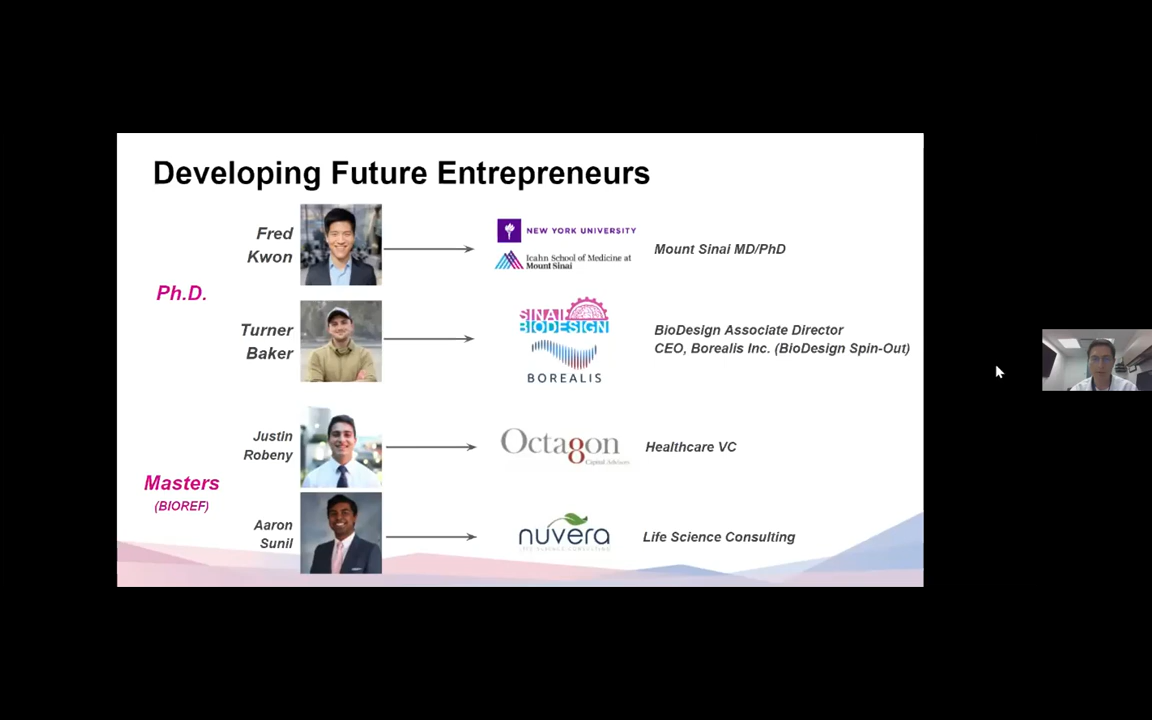 Developing Future Entrepreneurs
Fred
Kwon
NEW YORK UNIVERSITY
Icahn School of Medicine at
Mount Sinai
Mount Sinai MD/PhD
Ph.D.
Turner
Baker
SINAI
BIODESIGN
BOREALIS
BioDesign Associate Director
CEO, Borealis Inc. (BioDesign Spin-Out)
Justin
Robeny
Octagon
Capital Advisors
Healthcare VC
Masters
(BIOREF)
Aaron
Sunil
nuvera
LIFE SCIENCE CONSULTING
Life Science Consulting